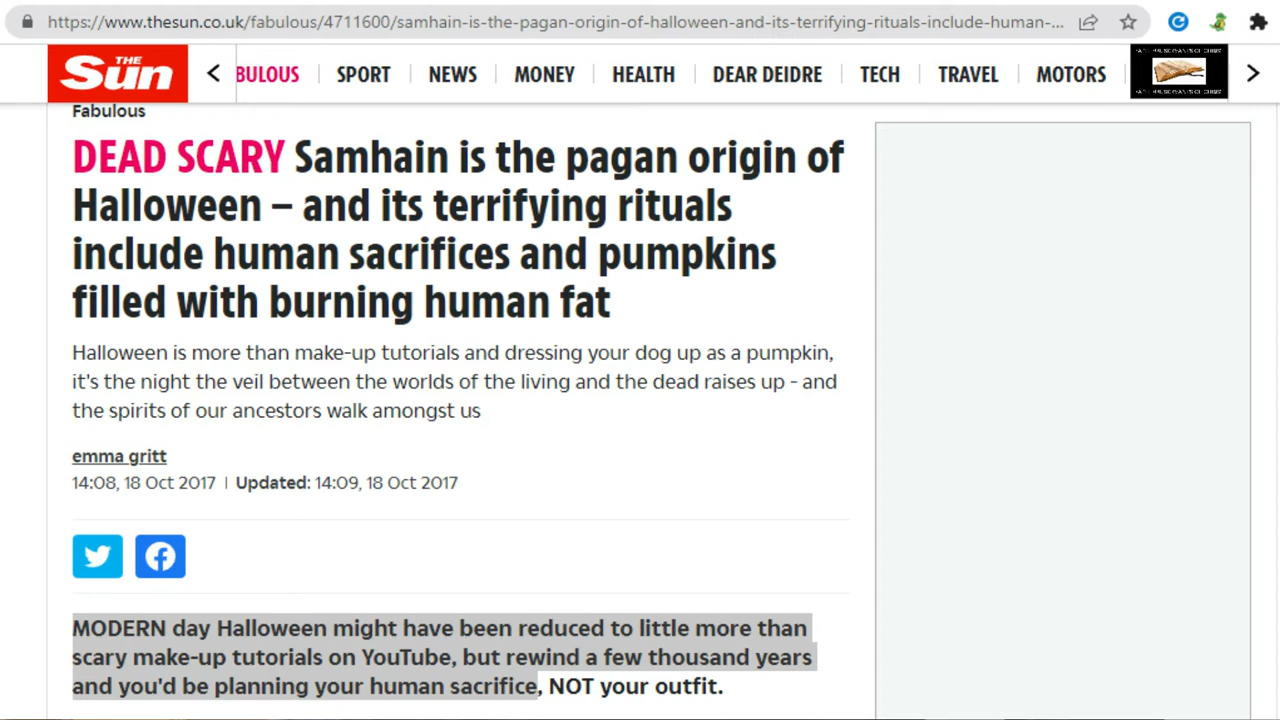 https://www.thesun.co.uk/fabulous/4711600/samhain-is-the-pagan-origin-of-halloween-and-its-terrifying-rituals-include-human-...
THE Sun
BULOUS SPORT NEWS MONEY HEALTH DEAR DEIDRE TECH TRAVEL MOTORS
Fabulous
DEAD SCARY Samhain is the pagan origin of
Halloween – and its terrifying rituals
include human sacrifices and pumpkins
filled with burning human fat
Halloween is more than make-up tutorials and dressing your dog up as a pumpkin,
it's the night the veil between the worlds of the living and the dead raises up - and
the spirits of our ancestors walk amongst us
emma gritt
14:08, 18 Oct 2017 | Updated: 14:09, 18 Oct 2017
MODERN day Halloween might have been reduced to little more than
scary make-up tutorials on YouTube, but rewind a few thousand years
and you'd be planning your human sacrifice, NOT your outfit.